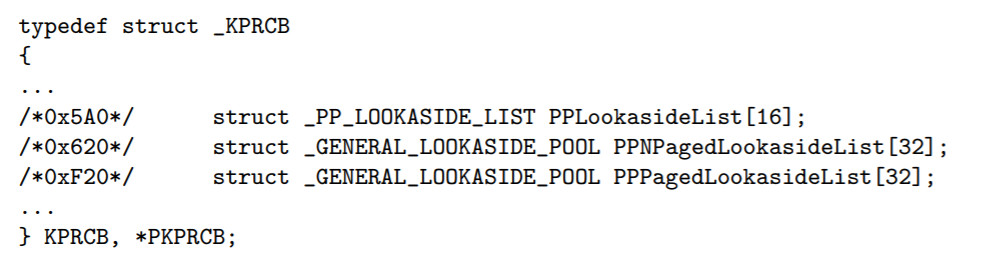 typedef struct _KPRCB
{
...
/*0x5A0*/ struct _PP_LOOKASIDE_LIST PPLookasideList[16];
/*0x620*/ struct _GENERAL_LOOKASIDE_POOL PPNPagedLookasideList[32];
/*0xF20*/ struct _GENERAL_LOOKASIDE_POOL PPPagedLookasideList[32];
...
} KPRCB, *PKPRCB;